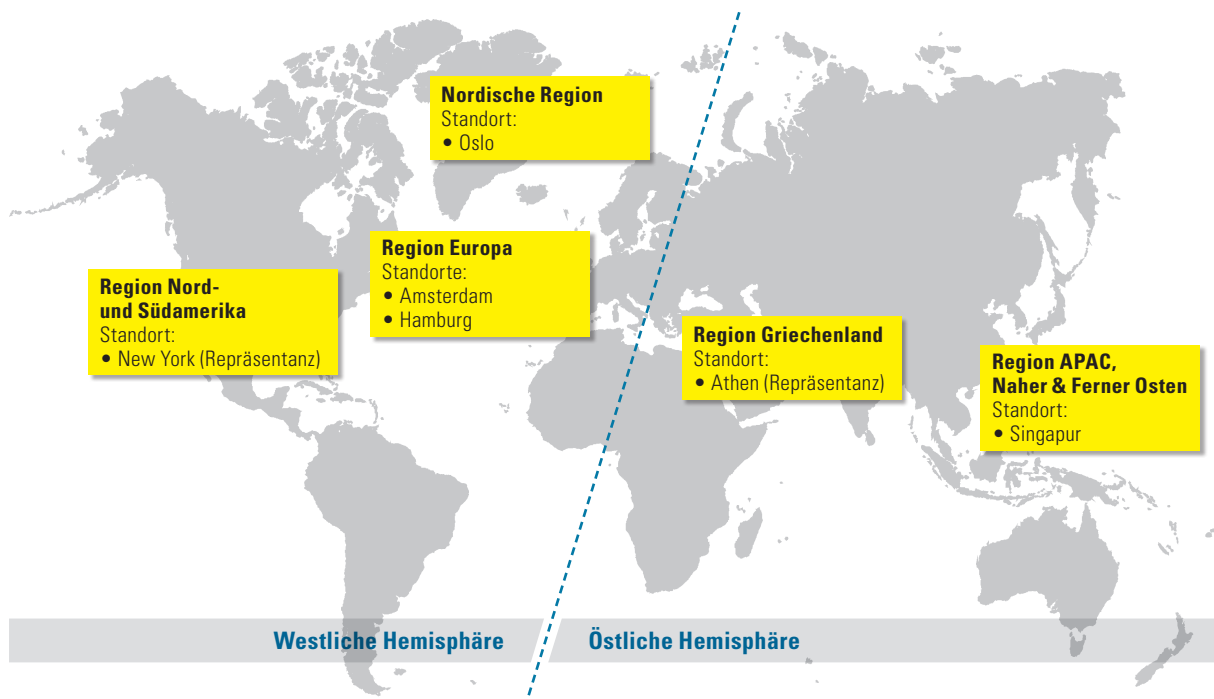 Nordische Region
Standort:
• Oslo
Region Europa
Standorte:
• Amsterdam
• Hamburg
Region Nord-
und Südamerika
Standort:
• New York (Repräsentanz)
Region Griechenland
Standort:
• Athen (Repräsentanz)
Region APAC,
Naher & Ferner Osten
Standort:
• Singapur
Westliche Hemisphäre
Östliche Hemisphäre